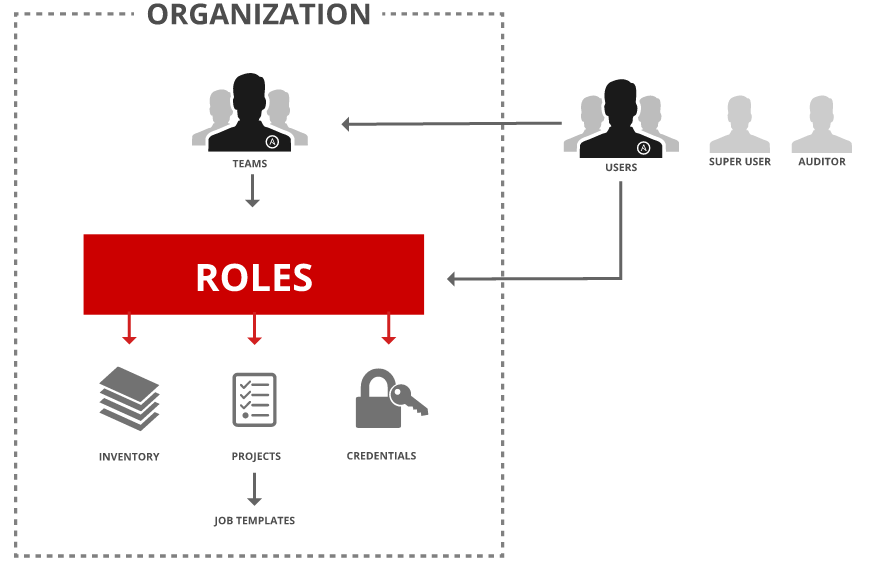 ORGANIZATION
A
A
TEAMS
USERS
SUPER USER
AUDITOR
ROLES
INVENTORY
PROJECTS
CREDENTIALS
JOB TEMPLATES